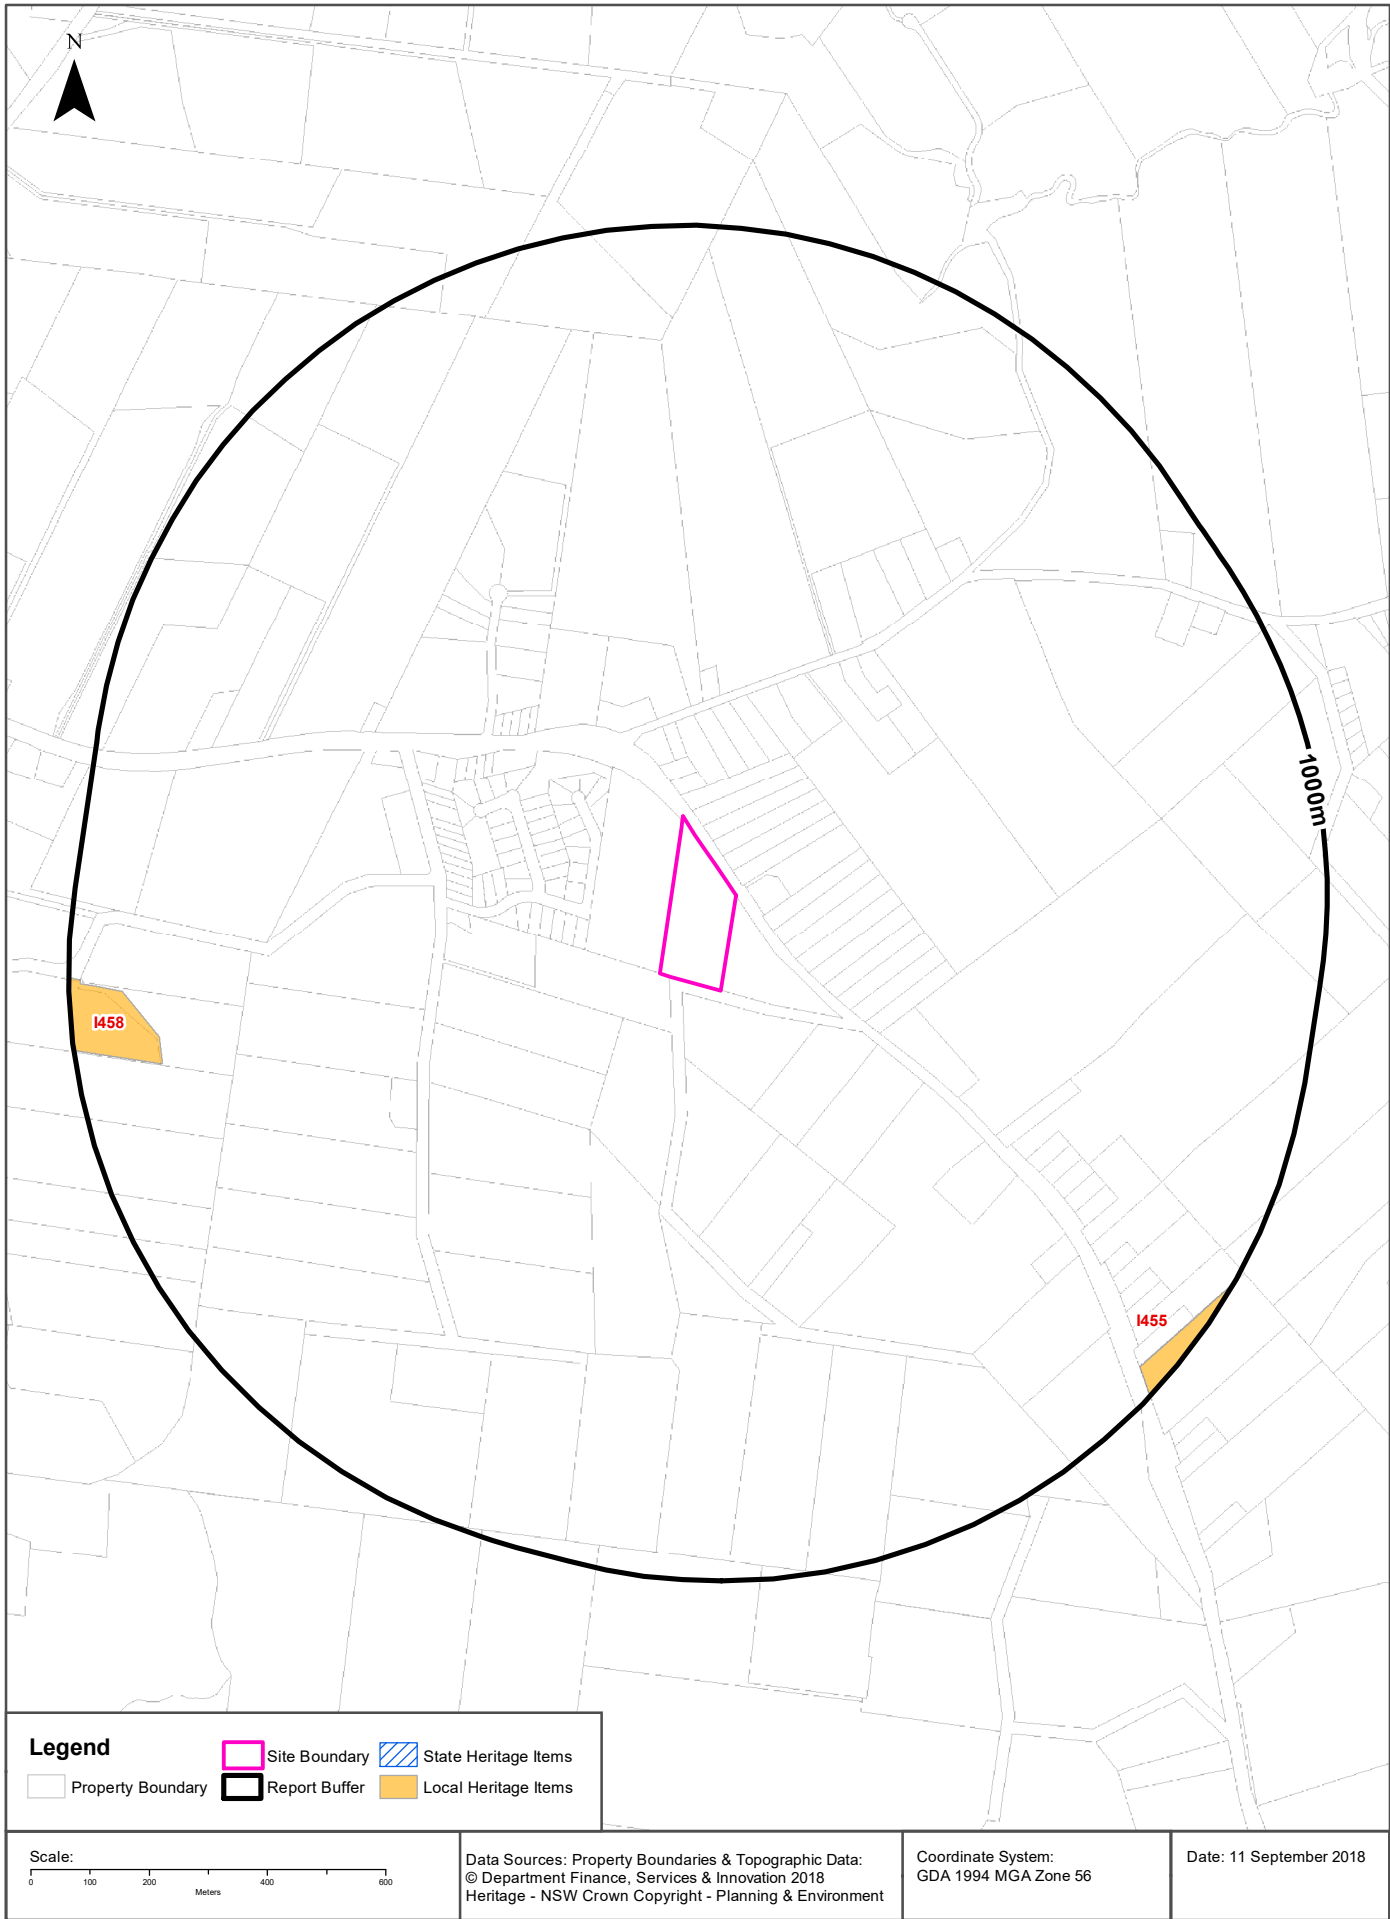 N
1000m
I458
I455
Legend
Site Boundary
State Heritage Items
Property Boundary
Report Buffer
Local Heritage Items
Scale:
0 100 200 400 600
Meters
Data Sources: Property Boundaries & Topographic Data:
© Department Finance, Services & Innovation 2018
Heritage - NSW Crown Copyright - Planning & Environment
Coordinate System:
GDA 1994 MGA Zone 56
Date: 11 September 2018